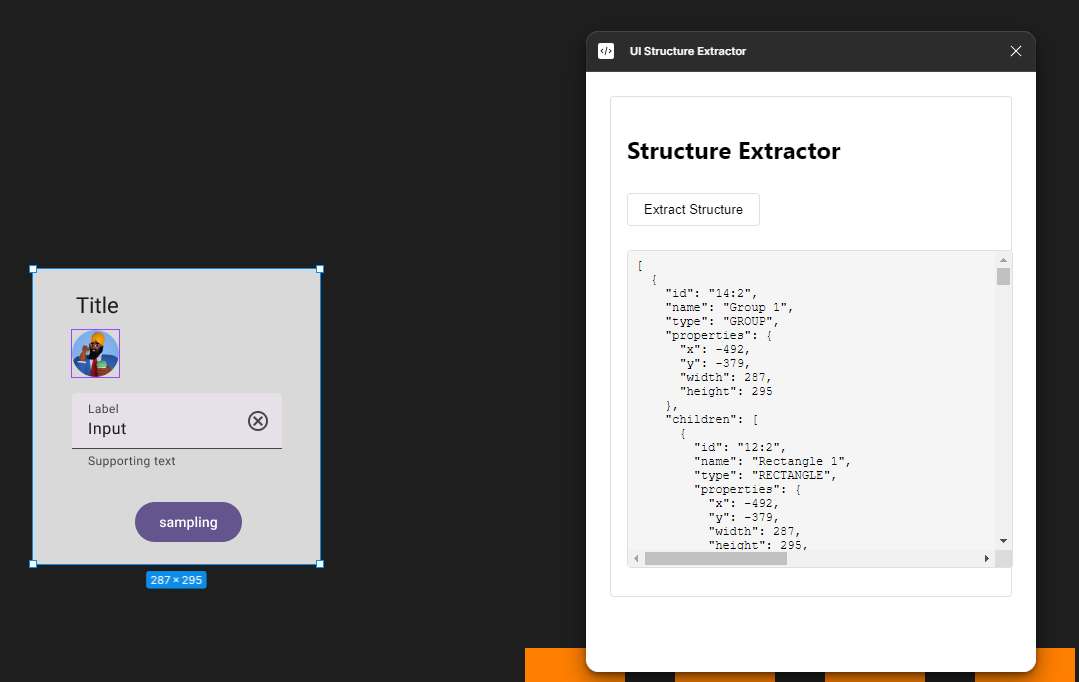 Title
Label
Input
Supporting text
sampling
287 × 295
UI Structure Extractor
Structure Extractor
Extract Structure
[
{
"id": "14:2",
"name": "Group 1",
"type": "GROUP",
"properties": {
"x": -492,
"y": -379,
"width": 287,
"height": 295
},
"children": [
{
"id": "12:2",
"name": "Rectangle 1",
"type": "RECTANGLE",
"properties": {
"x": -492,
"y": -379,
"width": 287,
"height": 295,